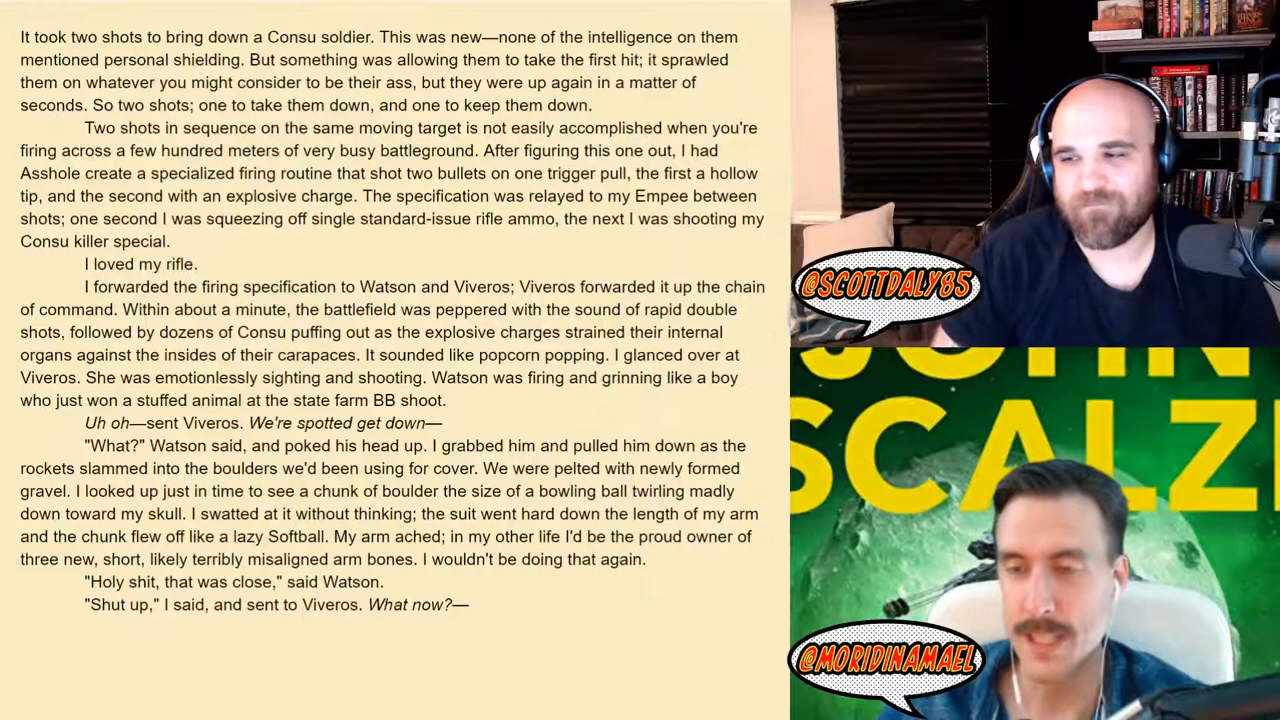 It took two shots to bring down a Consu soldier. This was new—none of the intelligence on them
mentioned personal shielding. But something was allowing them to take the first hit; it sprawled
them on whatever you might consider to be their ass, but they were up again in a matter of
seconds. So two shots; one to take them down, and one to keep them down.
Two shots in sequence on the same moving target is not easily accomplished when you're
firing across a few hundred meters of very busy battleground. After figuring this one out, I had
Asshole create a specialized firing routine that shot two bullets on one trigger pull, the first a hollow
tip, and the second with an explosive charge. The specification was relayed to my Empee between
shots; one second I was squeezing off single standard-issue rifle ammo, the next I was shooting my
Consu killer special.
I loved my rifle.
I forwarded the firing specification to Watson and Viveros; Viveros forwarded it up the chain
of command. Within about a minute, the battlefield was peppered with the sound of rapid double
shots, followed by dozens of Consu puffing out as the explosive charges strained their internal
organs against the insides of their carapaces. It sounded like popcorn popping. I glanced over at
Viveros. She was emotionlessly sighting and shooting. Watson was firing and grinning like a boy
who just won a stuffed animal at the state farm BB shoot.
Uh oh—sent Viveros. We're spotted get down—
"What?" Watson said, and poked his head up. I grabbed him and pulled him down as the
rockets slammed into the boulders we'd been using for cover. We were pelted with newly formed
gravel. I looked up just in time to see a chunk of boulder the size of a bowling ball twirling madly
down toward my skull. I swatted at it without thinking; the suit went hard down the length of my arm
and the chunk flew off like a lazy Softball. My arm ached; in my other life I'd be the proud owner of
three new, short, likely terribly misaligned arm bones. I wouldn't be doing that again.
"Holy shit, that was close," said Watson.
"Shut up," I said, and sent to Viveros. What now?—
@SCOTTDALY85
JOHN
SCALZI
@MORIDINAMAEL